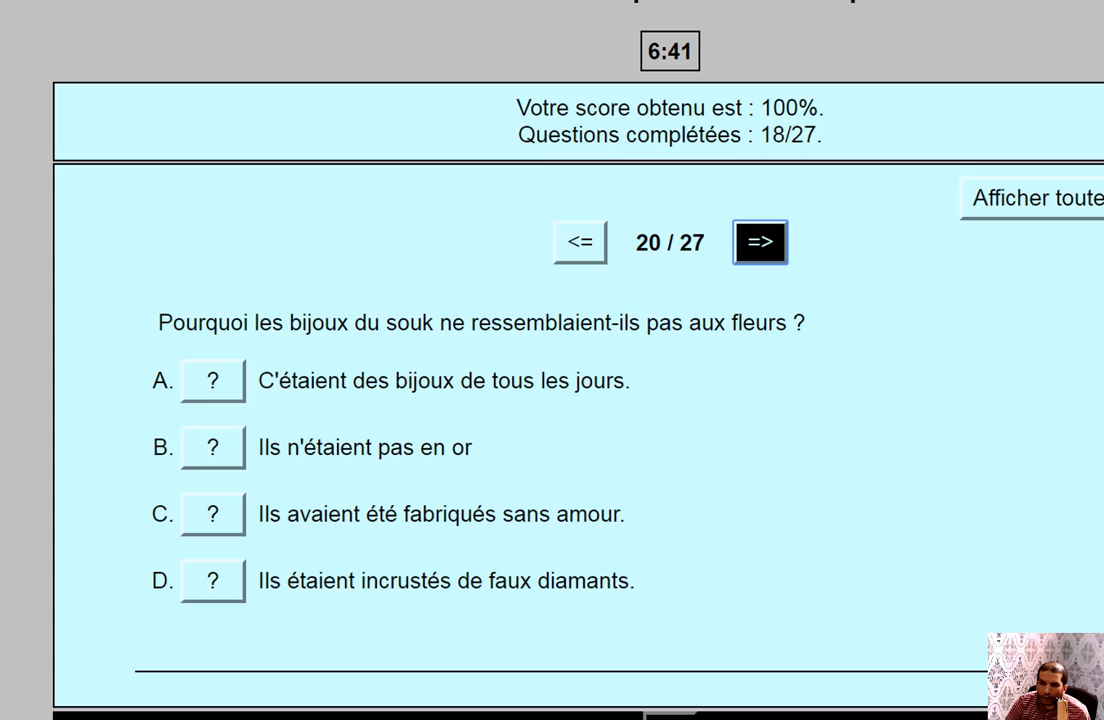 6:41
Votre score obtenu est : 100%.
Questions complétées : 18/27.
Afficher toute
<= 20 / 27 =>
Pourquoi les bijoux du souk ne ressemblaient-ils pas aux fleurs ?
A. ? C'étaient des bijoux de tous les jours.
B. ? Ils n'étaient pas en or
C. ? Ils avaient été fabriqués sans amour.
D. ? Ils étaient incrustés de faux diamants.